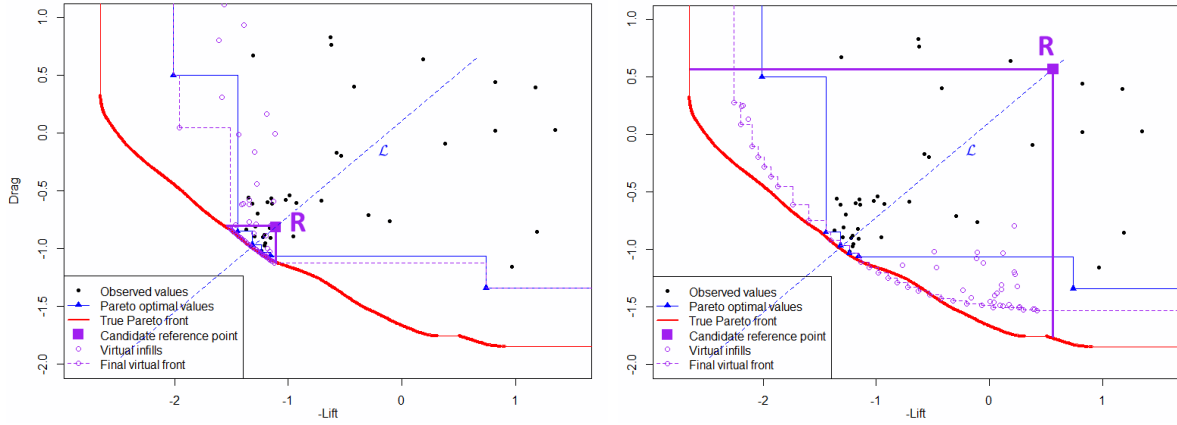 1.0
0.5
0.0
-0.5
-1.0
-1.5
-2.0
Drag
R
ℒ
Observed values
Pareto optimal values
True Pareto front
Candidate reference point
Virtual infills
Final virtual front
-2
-1
0
1
-Lift
1.0
0.5
0.0
-0.5
-1.0
-1.5
-2.0
R
ℒ
Observed values
Pareto optimal values
True Pareto front
Candidate reference point
Virtual infills
Final virtual front
-2
-1
0
1
-Lift